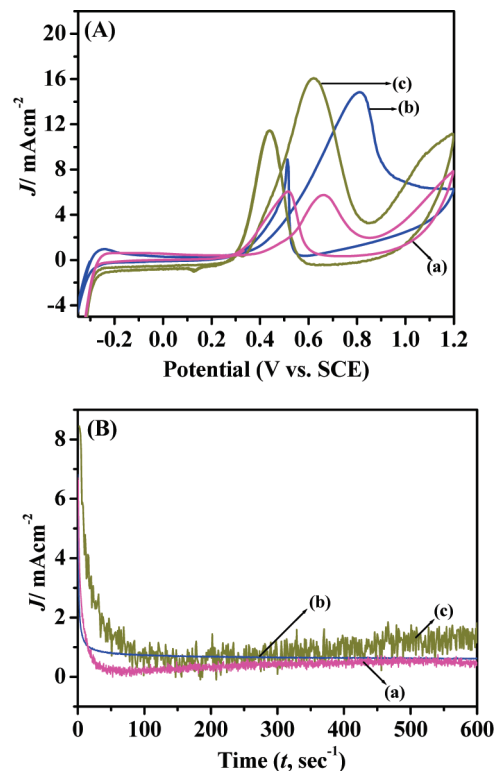 (A)
J/ mAcm-2
20
16
12
8
4
0
-4
(c)
(b)
(a)
-0.2 0.0 0.2 0.4 0.6 0.8 1.0 1.2
Potential (V vs. SCE)
(B)
J/ mAcm-2
8
6
4
2
0
(b)
(c)
(a)
0 100 200 300 400 500 600
Time (t, sec-1)